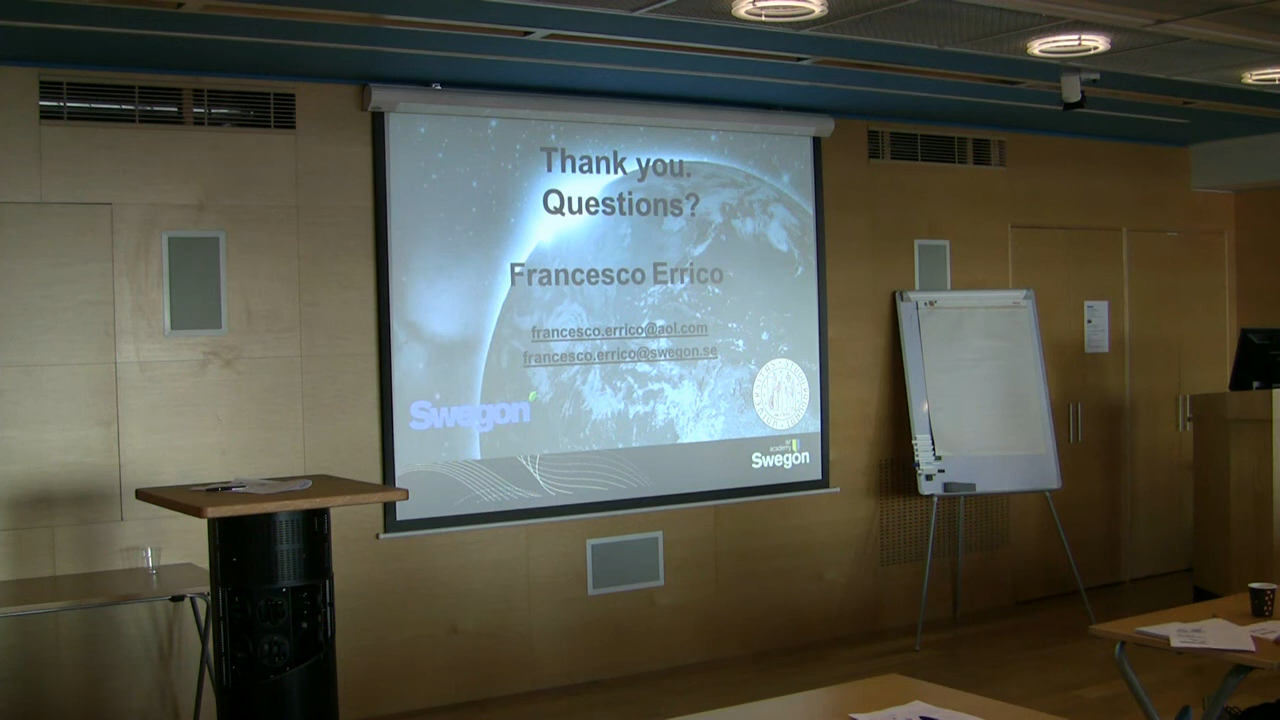 Thank you.
Questions?
Francesco Errico
francesco.errico@aol.com
francesco.errico@swegon.se
Swegon
academy
Swegon